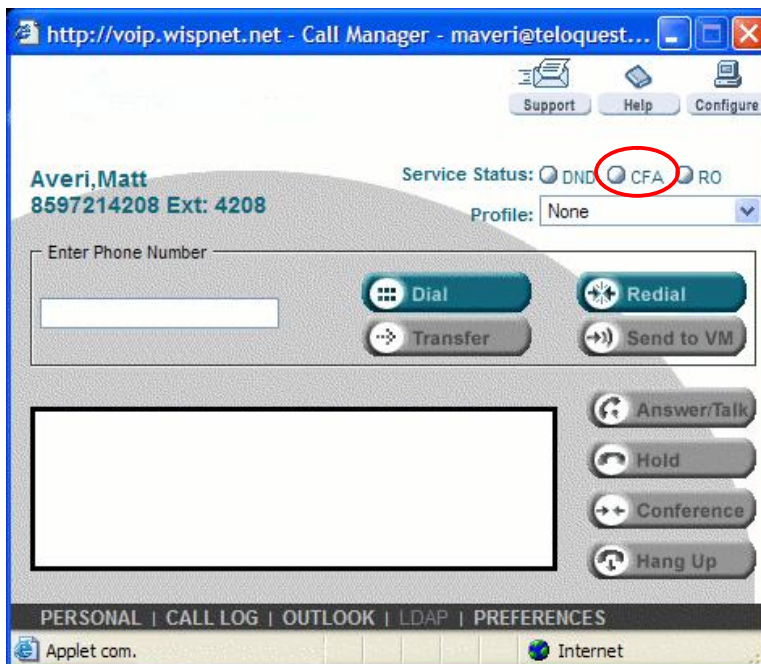 http://voip.wispnet.net - Call Manager - maveri@teloquest...
Support Help Configure
Averi,Matt
8597214208 Ext: 4208
Service Status: DND CFA RO
Profile: None
Enter Phone Number
Dial Redial
Transfer Send to VM
Answer/Talk
Hold
Conference
Hang Up
PERSONAL | CALL LOG | OUTLOOK | LDAP | PREFERENCES
Applet com. Internet